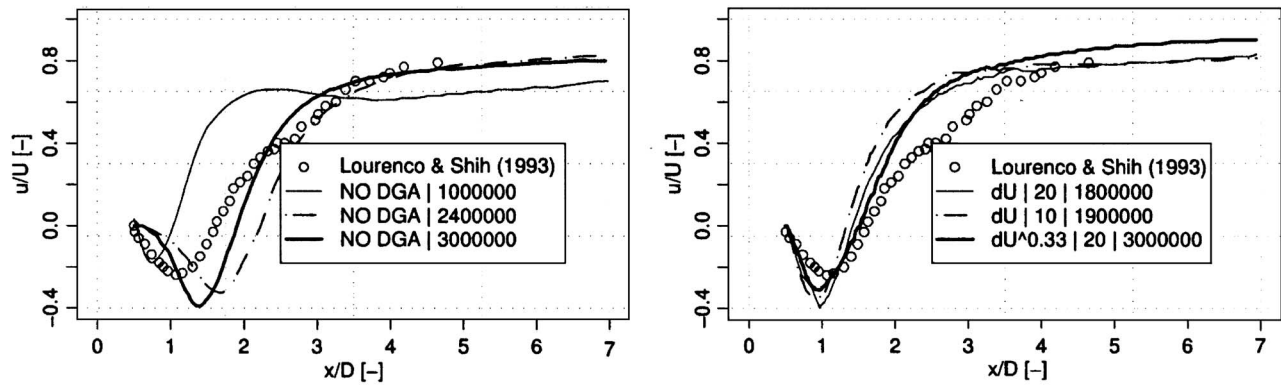 u/U [-]
0.8
0.4
0.0
−0.4
Lourenco & Shih (1993)
NO DGA | 1000000
NO DGA | 2400000
NO DGA | 3000000
0 1 2 3 4 5 6 7
x/D [-]
u/U [-]
0.8
0.4
0.0
−0.4
Lourenco & Shih (1993)
dU | 20 | 1800000
dU | 10 | 1900000
dU^0.33 | 20 | 3000000
0 1 2 3 4 5 6 7
x/D [-]